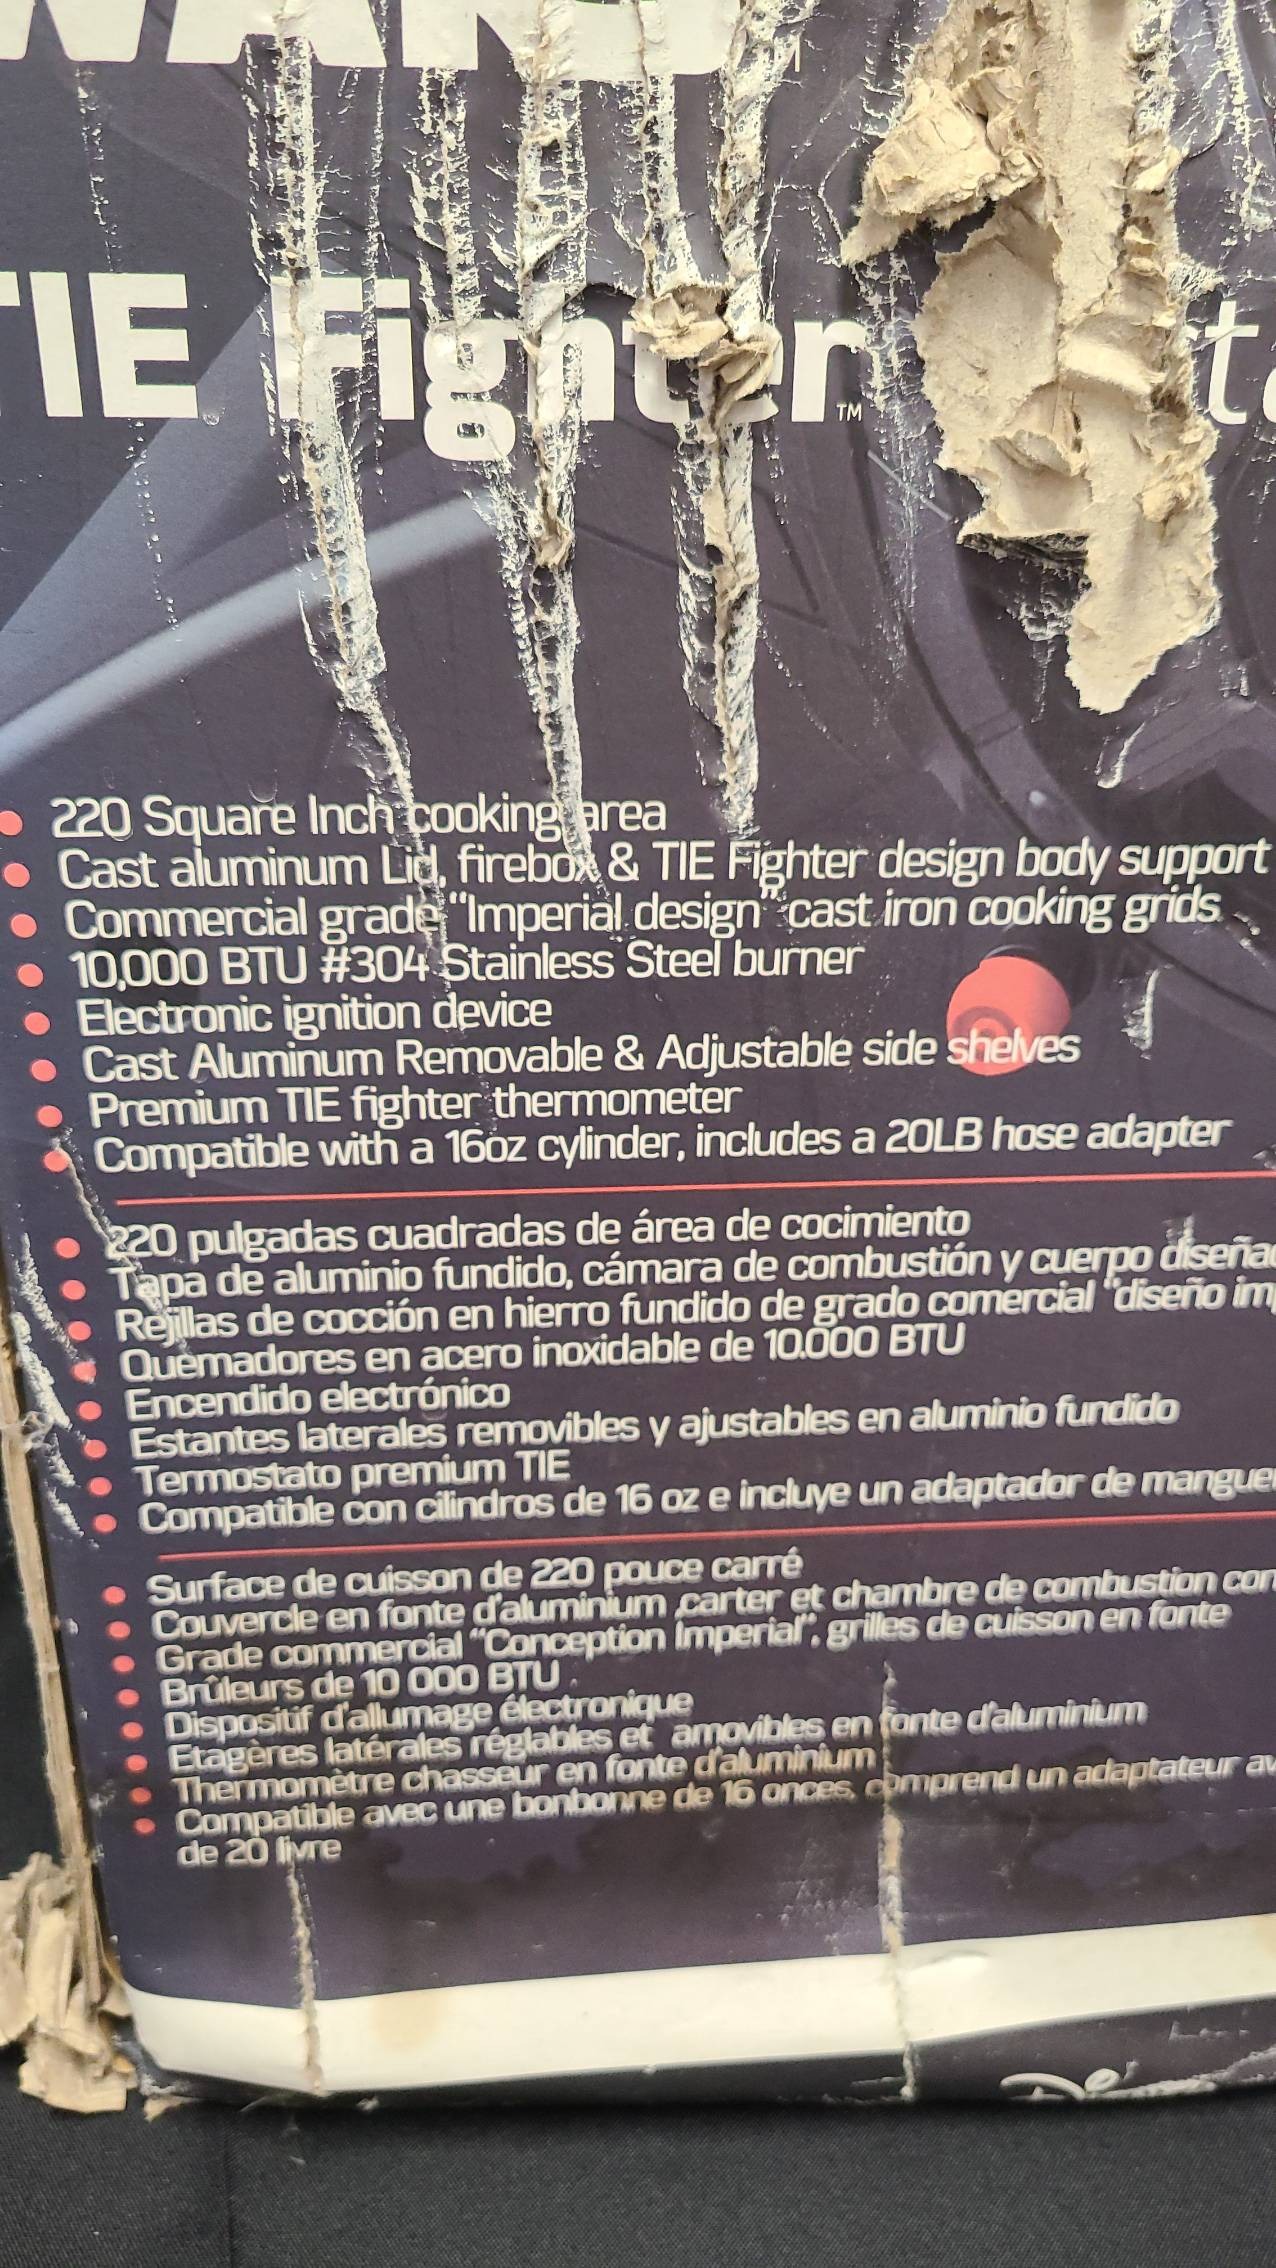 TIE Fighter™
220 Square Inch cooking area
Cast aluminum Lid, firebox & TIE Fighter design body support
Commercial grade "Imperial design" cast iron cooking grids
10,000 BTU #304 Stainless Steel burner
Electronic ignition device
Cast Aluminum Removable & Adjustable side shelves
Premium TIE fighter thermometer
Compatible with a 16oz cylinder, includes a 20LB hose adapter
220 pulgadas cuadradas de área de cocimiento
Tapa de aluminio fundido, cámara de combustión y cuerpo
Rejillas de cocción en hierro fundido de grado comercial "diseño
Quemadores en acero inoxidable de 10.000 BTU
Encendido electrónico
Estantes laterales removibles y ajustables en aluminio fundido
Termostato premium TIE
Compatible con cilindros de 16 oz e incluye un adaptador de
Surface de cuisson de 220 pouce carré
Couvercle en fonte d'aluminium ,carter et chambre de combustion
Grade commercial "Conception Imperial", grilles de cuisson en fonte
Brûleurs de 10 000 BTU
Dispositif d'allumage électronique
Etagères latérales réglables et amovibles en fonte d'aluminium
Thermomètre chasseur en fonte d'aluminium
Compatible avec une bonbonne de 16 onces, comprend un adaptateur
de 20 livre